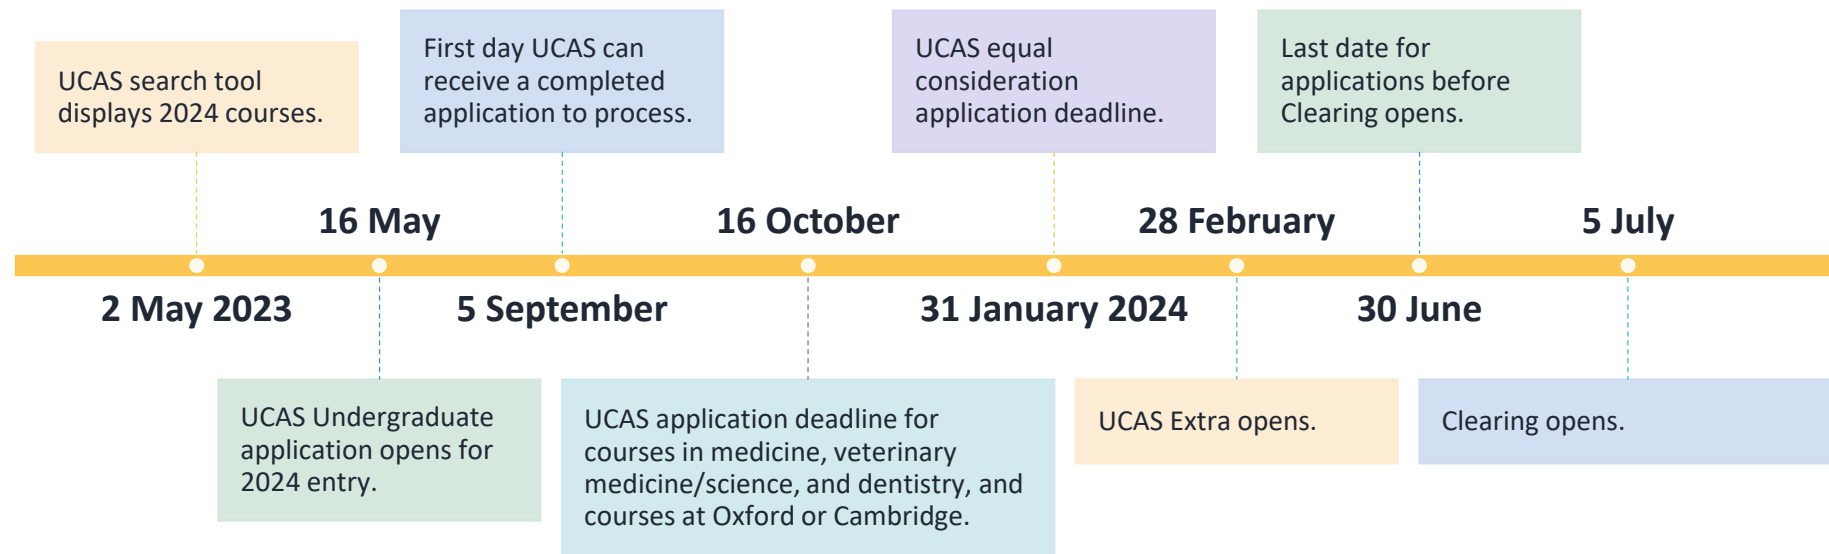 UCAS search tool
displays 2024 courses.
First day UCAS can
receive a completed
application to process.
UCAS equal
consideration
application deadline.
Last date for
applications before
Clearing opens.
16 May
16 October
28 February
5 July
2 May 2023
5 September
31 January 2024
30 June
UCAS Undergraduate
application opens for
2024 entry.
UCAS application deadline for
courses in medicine, veterinary
medicine/science, and dentistry, and
courses at Oxford or Cambridge.
UCAS Extra opens.
Clearing opens.